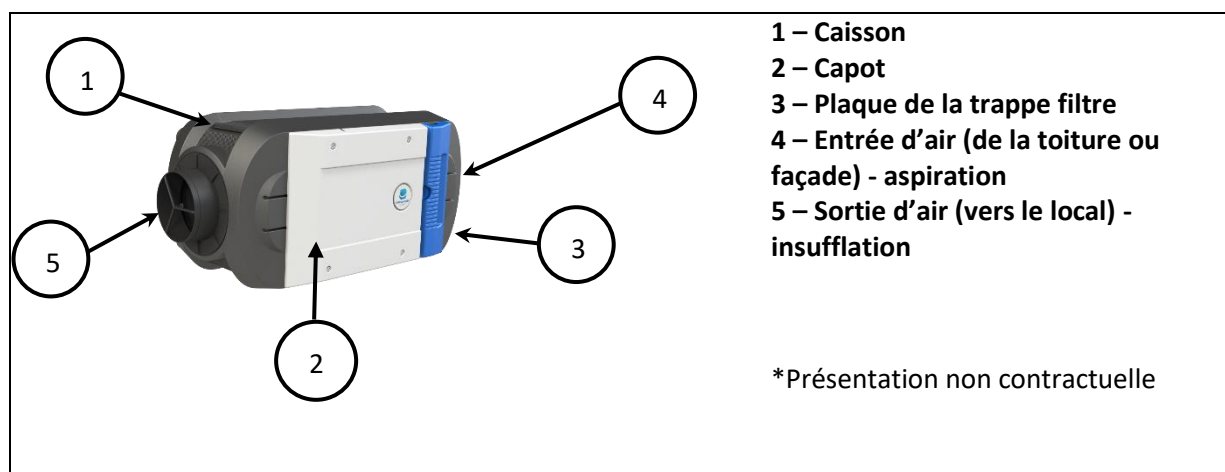 1 – Caisson
2 – Capot
3 – Plaque de la trappe filtre
4 – Entrée d’air (de la toiture ou
façade) - aspiration
5 – Sortie d’air (vers le local) -
insufflation
*Présentation non contractuelle
1
4
5
3
2